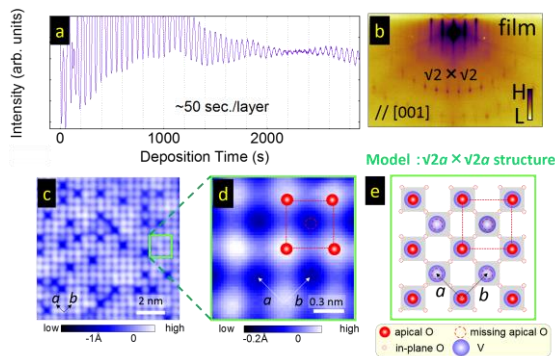 a
Intensity (arb. units)
~50 sec./layer
0
1000
2000
Deposition Time (s)
b
film
√2 × √2
// [001]
H
L
Model : √2a × √2a structure
c
a
b
2 nm
low
high
-1Å
0
d
a
b
0.3 nm
low
high
-0.2Å
0
e
a
b
apical O
missing apical O
in-plane O
V